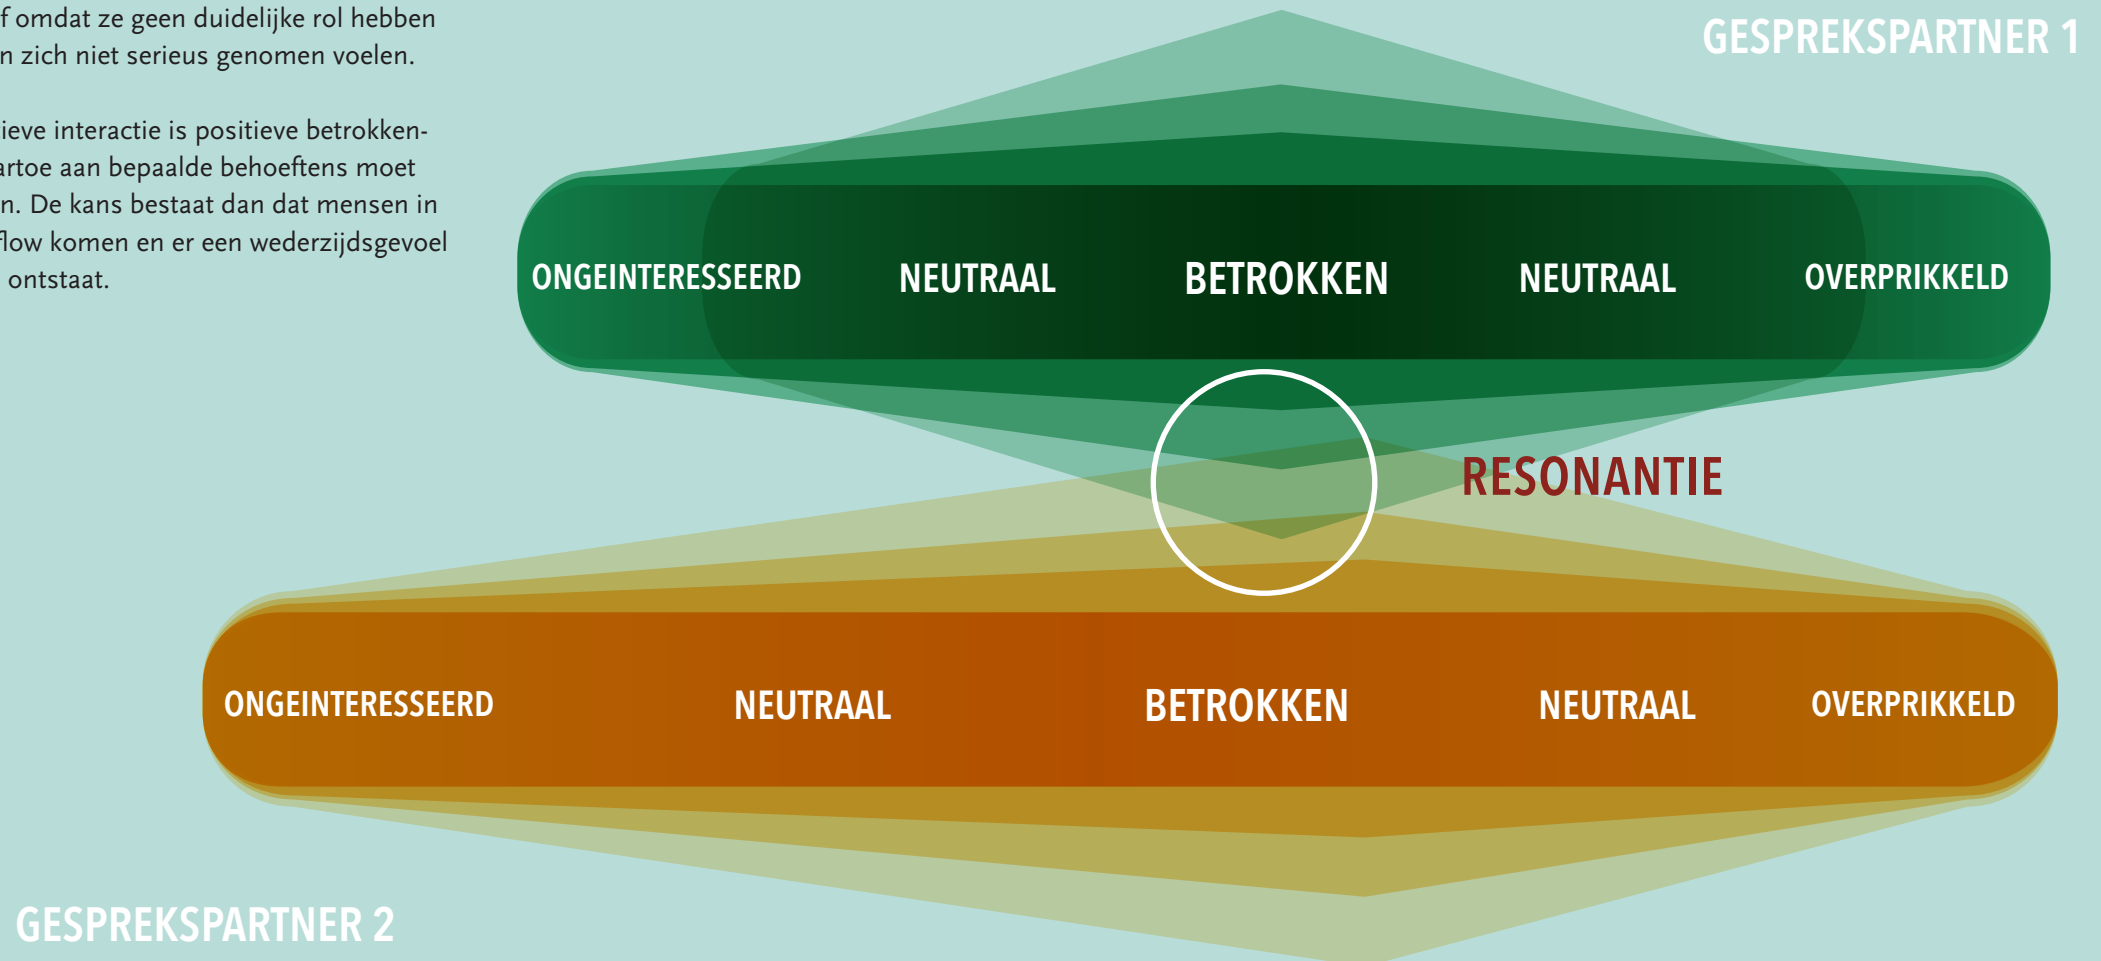 f omdat ze geen duidelijke rol hebben
n zich niet serieus genomen voelen.
tieve interactie is positieve betrokken-
artoe aan bepaalde behoeftens moet
n. De kans bestaat dan dat mensen in
flow komen en er een wederzijdsgevoel
ontstaat.
GESPREKSPARTNER 1
ONGEINTERESSEERD NEUTRAAL BETROKKEN NEUTRAAL OVERPRIKKELD
RESONANTIE
ONGEINTERESSEERD NEUTRAAL BETROKKEN NEUTRAAL OVERPRIKKELD
GESPREKSPARTNER 2